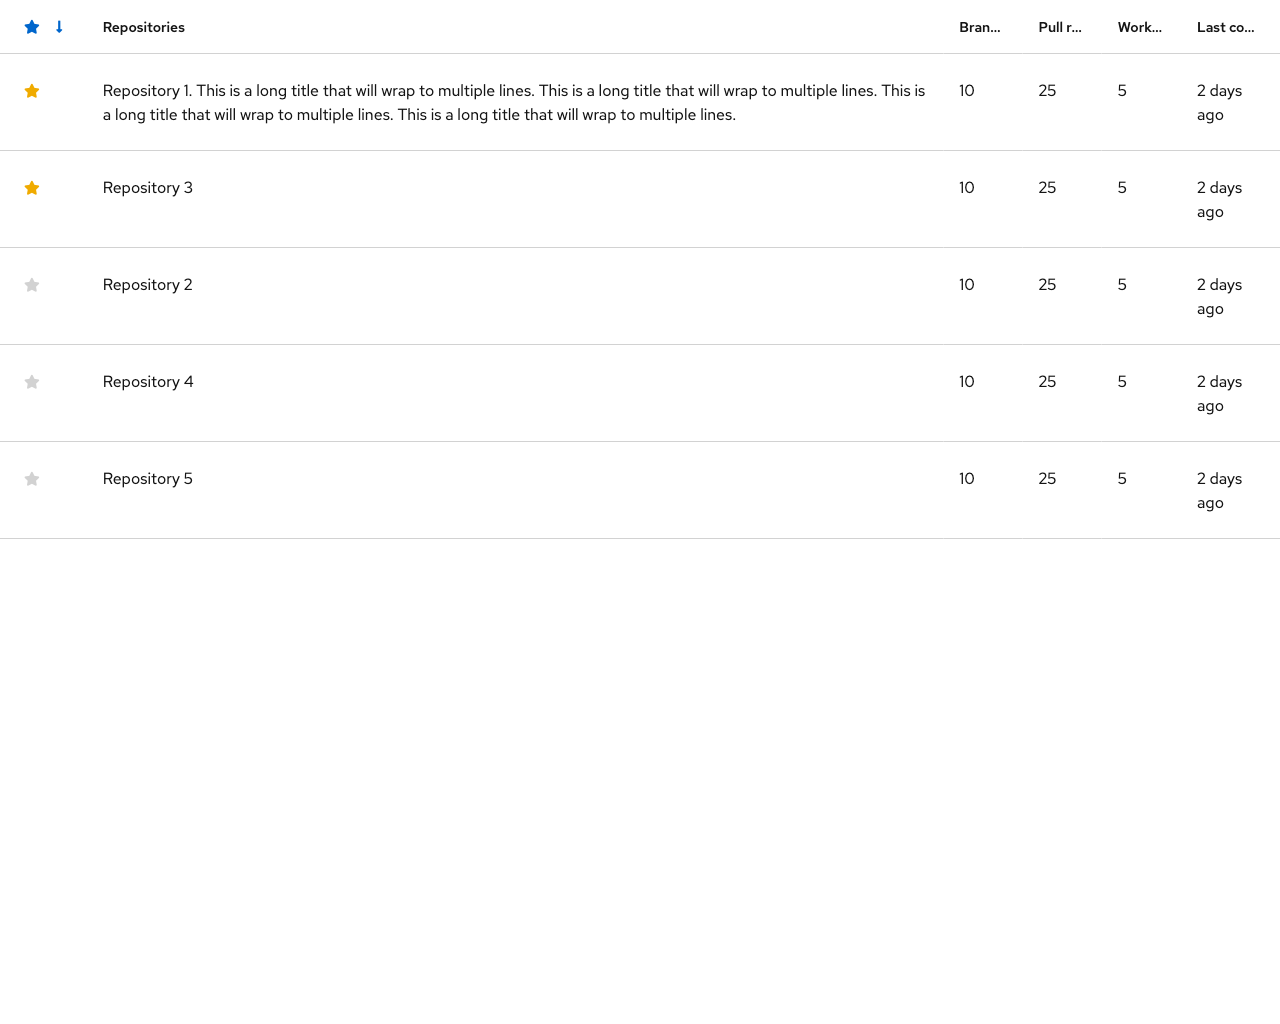 Repositories Bran... Pull r... Work... Last co...
Repository 1. This is a long title that will wrap to multiple lines. This is a long title that will wrap to multiple lines. This is 10 25 5 2 days
a long title that will wrap to multiple lines. This is a long title that will wrap to multiple lines. ago
Repository 3 10 25 5 2 days
ago
Repository 2 10 25 5 2 days
ago
Repository 4 10 25 5 2 days
ago
Repository 5 10 25 5 2 days
ago